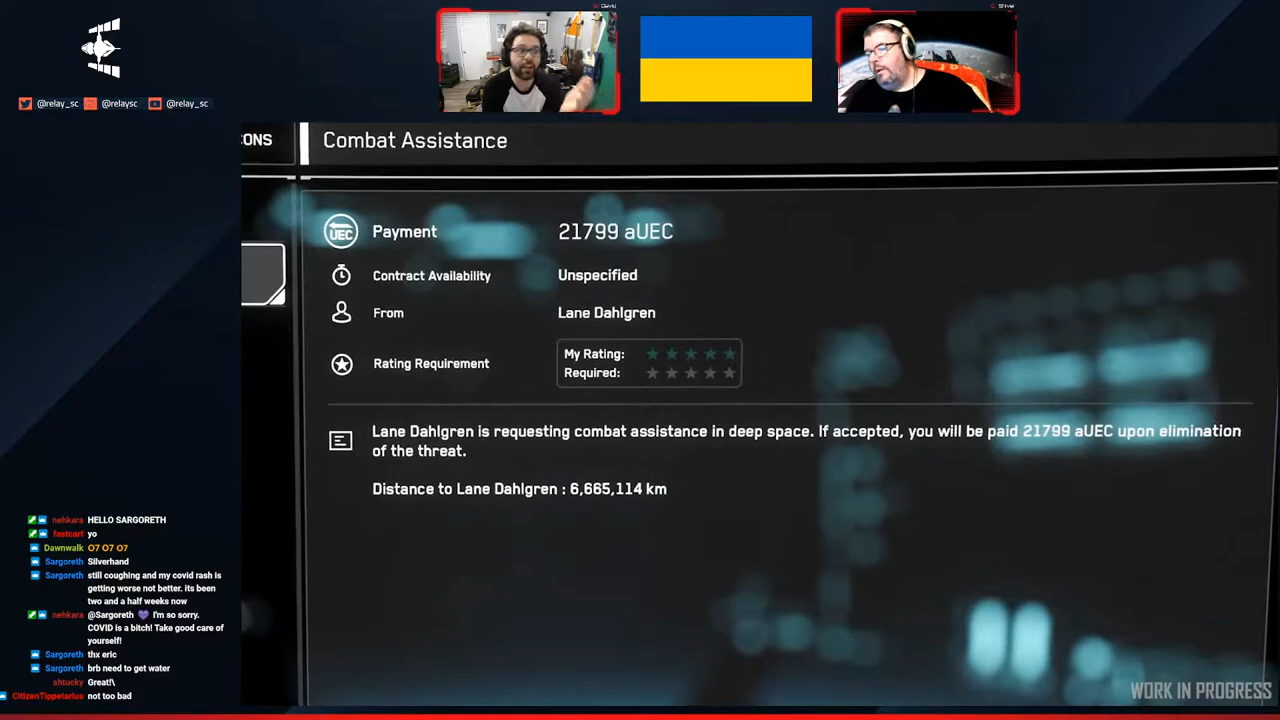 @relay_sc
@relaysc
@relay_sc
CONS
Combat Assistance
UEC
Payment
21799 aUEC
Contract Availability
Unspecified
From
Lane Dahlgren
Rating Requirement
My Rating:
Required:
Lane Dahlgren is requesting combat assistance in deep space. If accepted, you will be paid 21799 aUEC upon elimination
of the threat.
Distance to Lane Dahlgren : 6,665,114 km
nehkara HELLO SARGORETH
fastcart yo
Dawnwalk O7 O7 O7
Sargoreth Silverhand
Sargoreth still coughing and my covid rash is
getting worse not better. its been
two and a half weeks now
nehkara @Sargoreth 💜 I'm so sorry.
COVID is a bitch! Take good care of
yourself!
Sargoreth thx eric
Sargoreth brb need to get water
shtucky Great!\
CitizenTippetarius not too bad
WORK IN PROGRESS